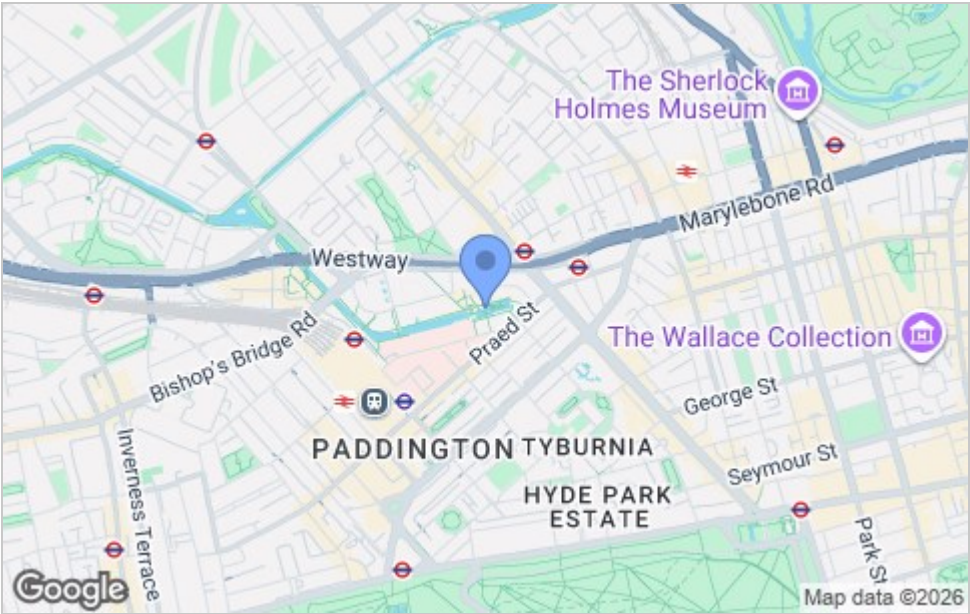 The Sherlock
Holmes Museum
Marylebone Rd
Westway
Praed St
The Wallace Collection
Bishop's Bridge Rd
George St
PADDINGTON
TYBURNIA
Seymour St
Inverness Terrace
HYDE PARK
ESTATE
Park St
Google
Map data ©2026